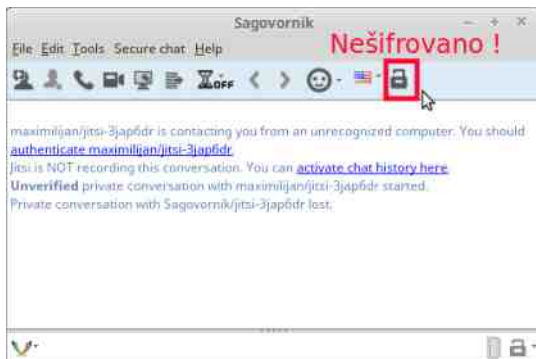 Sagovornik
File Edit Tools Secure chat Help
Nešifrovano !
OFF
maximilijan/jitsi-3jap6dr is contacting you from an unrecognized computer. You should
authenticate maximilijan/jitsi-3jap6dr.
Jitsi is NOT recording this conversation. You can activate chat history here.
Unverified private conversation with maximilijan/jitsi-3jap6dr started.
Private conversation with Sagovornik/jitsi-3jap6dr lost.